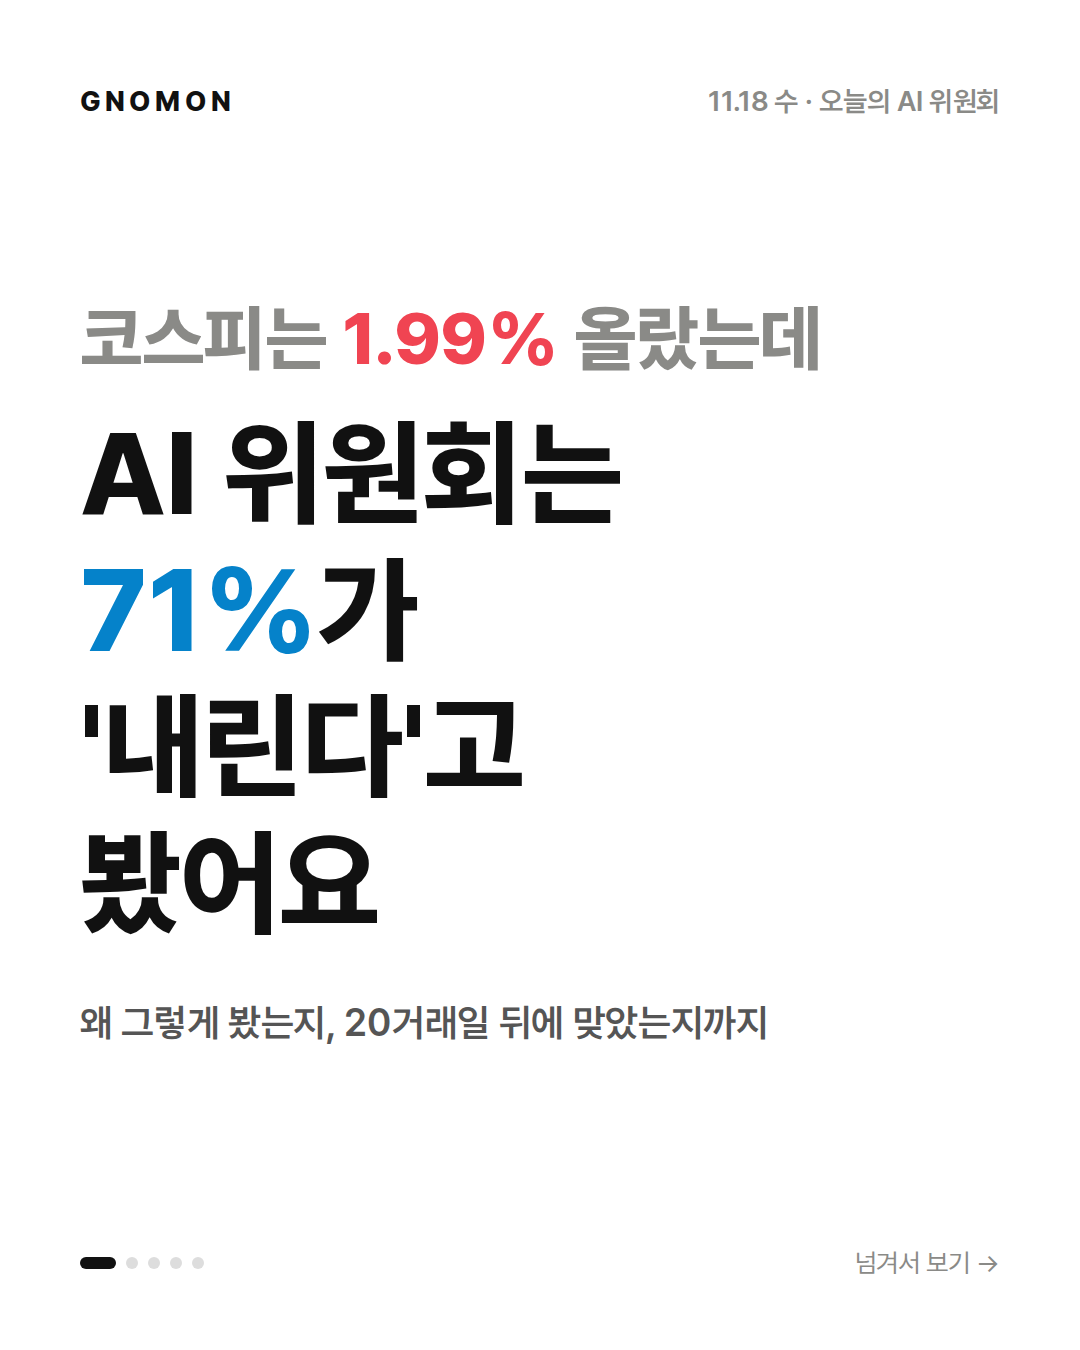 GNOMON
11.18 수 · 오늘의 AI 위원회
코스피는 1.99% 올랐는데
AI 위원회는
71%가
'내린다'고
봤어요
왜 그렇게 봤는지, 20거래일 뒤에 맞았는지까지
넘겨서 보기 →